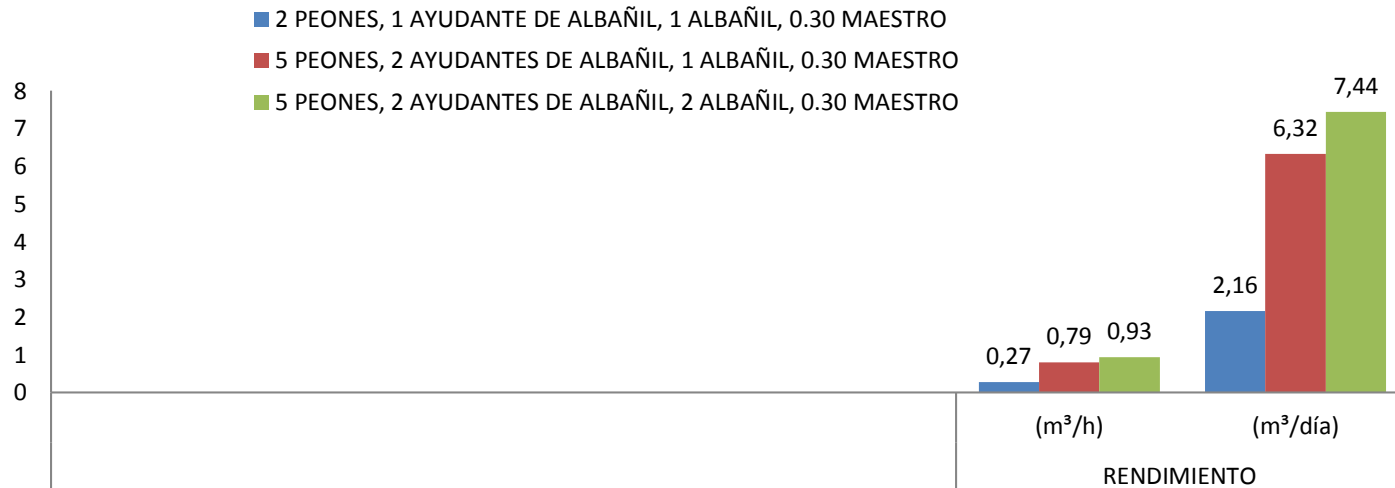 2 PEONES, 1 AYUDANTE DE ALBAÑIL, 1 ALBAÑIL, 0.30 MAESTRO
5 PEONES, 2 AYUDANTES DE ALBAÑIL, 1 ALBAÑIL, 0.30 MAESTRO
5 PEONES, 2 AYUDANTES DE ALBAÑIL, 2 ALBAÑIL, 0.30 MAESTRO
8
7
6
5
4
3
2
1
0
0,27
0,79
0,93
2,16
6,32
7,44
(m³/h)
(m³/día)
RENDIMIENTO